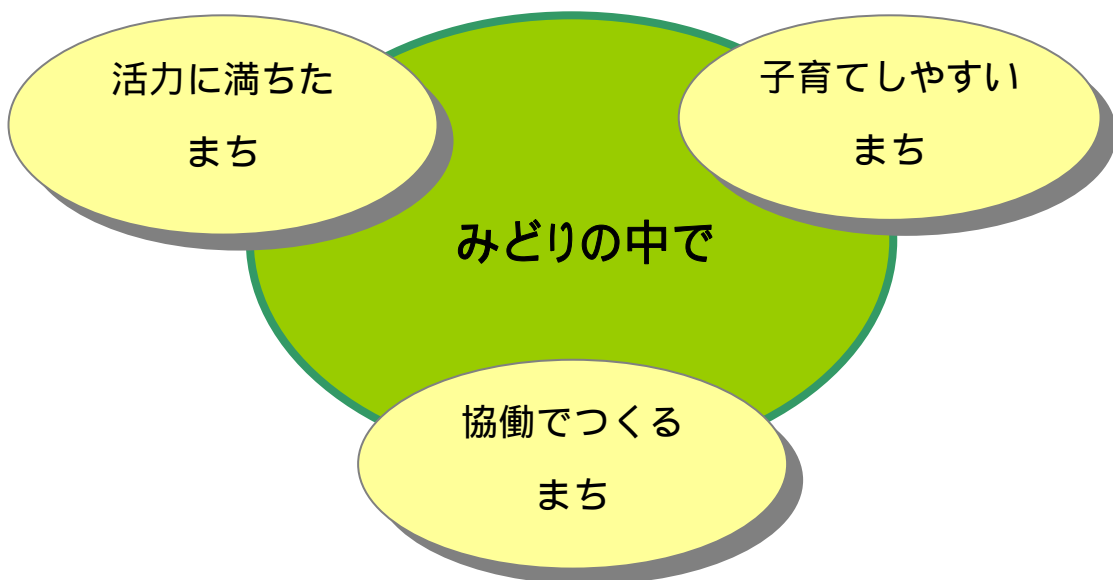 活力に満ちた
まち
子育てしやすい
まち
みどりの中で
協働でつくる
まち